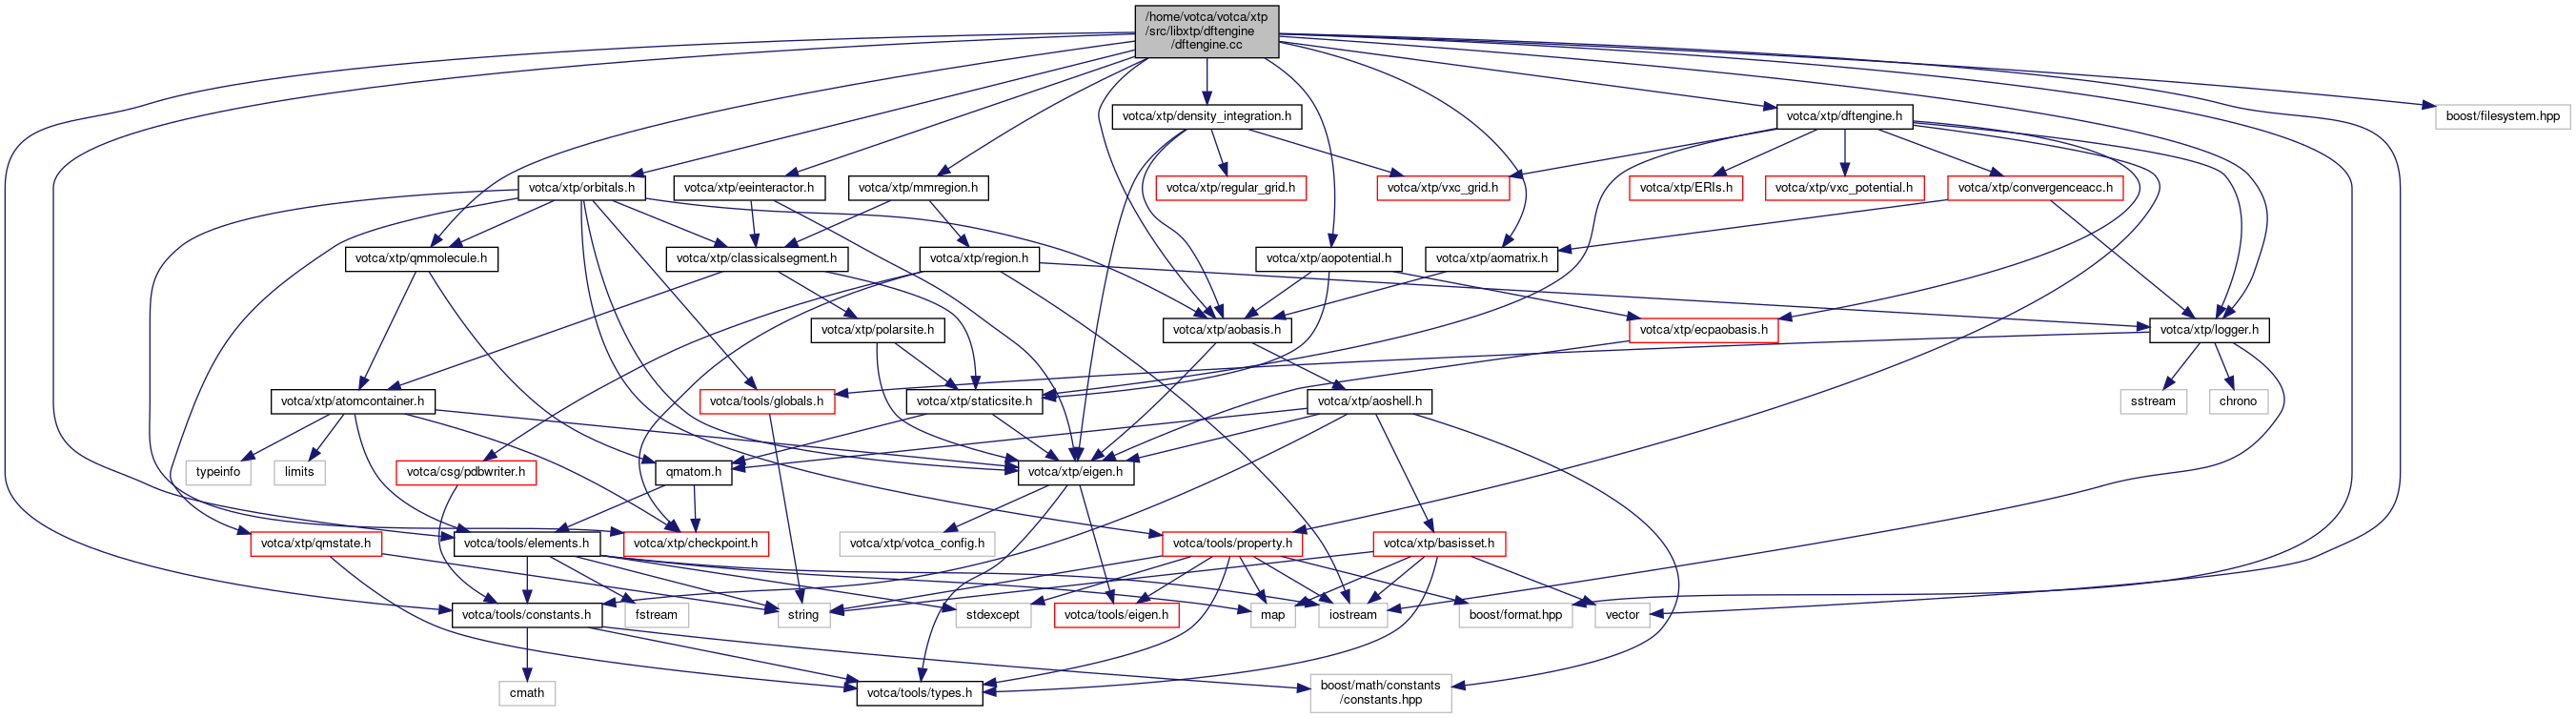 /home/votca/votca/xtp
/src/libxtp/dftengine
/dftengine.cc
votca/xtp/density_integration.h
votca/xtp/dftengine.h
boost/filesystem.hpp
votca/xtp/orbitals.h
votca/xtp/eeinteractor.h
votca/xtp/mmregion.h
votca/xtp/regular_grid.h
votca/xtp/vxc_grid.h
votca/xtp/ERIs.h
votca/xtp/vxc_potential.h
votca/xtp/convergenceacc.h
votca/xtp/qmmolecule.h
votca/xtp/classicalsegment.h
votca/xtp/region.h
votca/xtp/aopotential.h
votca/xtp/aomatrix.h
votca/xtp/polarsite.h
votca/xtp/aobasis.h
votca/xtp/ecpaobasis.h
votca/xtp/logger.h
votca/xtp/atomcontainer.h
votca/tools/globals.h
votca/xtp/staticsite.h
votca/xtp/aoshell.h
sstream
chrono
typeinfo
limits
votca/csg/pdbwriter.h
qmatom.h
votca/xtp/eigen.h
votca/xtp/qmstate.h
votca/tools/elements.h
votca/xtp/checkpoint.h
votca/xtp/votca_config.h
votca/tools/property.h
votca/xtp/basisset.h
votca/tools/constants.h
fstream
string
stdexcept
votca/tools/eigen.h
map
iostream
boost/format.hpp
vector
cmath
votca/tools/types.h
boost/math/constants
/constants.hpp